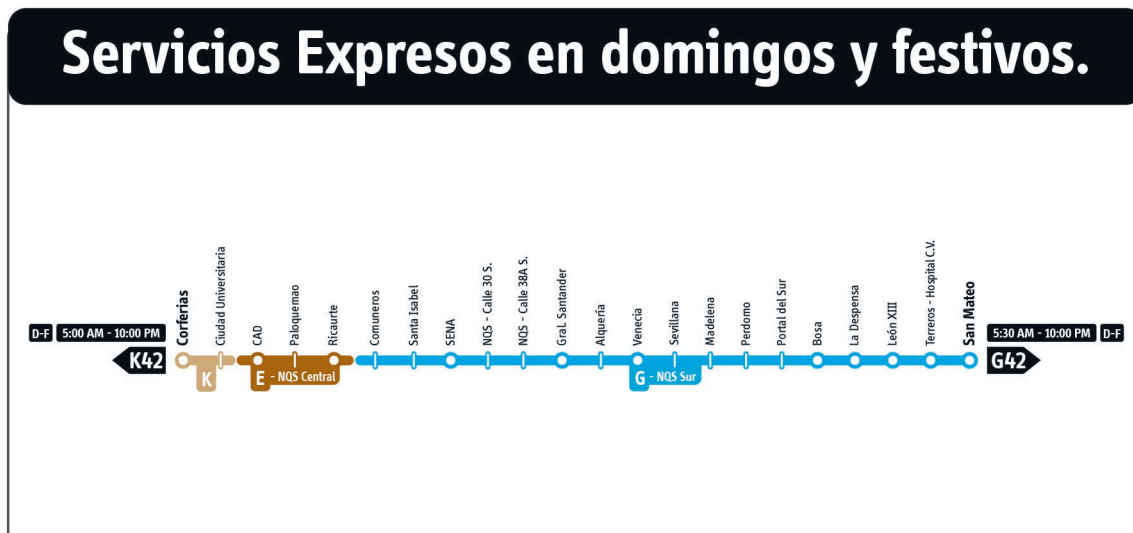 Servicios Expresos en domingos y festivos.
D-F 5:00 AM - 10:00 PM
K42
Corferias
Ciudad Universitaria
CAD
Paloquemao
Ricaurte
Comuneros
Santa Isabel
SENA
NQS - Calle 30 S.
NQS - Calle 38A S.
Gral. Santander
Alquería
Venecia
Sevillana
Madelena
Perdomo
Portal del Sur
Bosa
La Despensa
León XIII
Terreros - Hospital C.V.
San Mateo
5:30 AM - 10:00 PM D-F
G42
K
E - NQS Central
G - NQS Sur